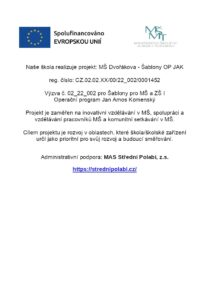 Spolufinancováno
EVROPSKOU UNIÍ
Naše škola realizuje projekt: MŠ Dvořákova - Šablony OP JAK
reg. číslo: CZ.02.02.XX/00/22_002/0001452
Výzva č. 02_22_002 pro Šablony pro MŠ a ZŠ I
Operační program Jan Amos Komenský
Projekt je zaměřen na inovativní vzdělávání v MŠ, spolupráci a
vzdělávání pracovníků MŠ a komunitní setkávání v MŠ.
Cílem projektu je rozvoj v oblastech, které škola/školské zařízení
určí jako prioritní pro svůj rozvoj a budoucí směřování.
Administrativní podpora: MAS Střední Polabí, z.s.
https://strednipolabi.cz/